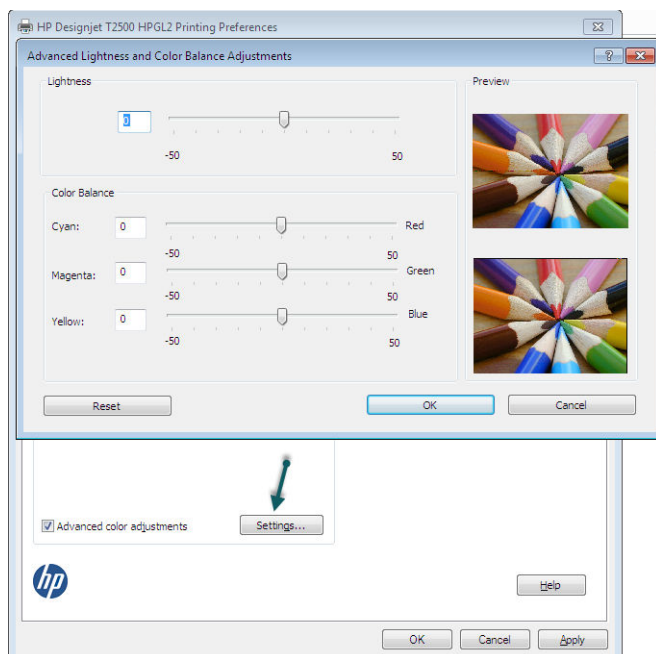 HP Designjet T2500 HPGL2 Printing Preferences
Advanced Lightness and Color Balance Adjustments
Lightness
Preview
0
-50 50
Color Balance
Cyan: 0 Red
-50 50
Magenta: 0 Green
-50 50
Yellow: 0 Blue
-50 50
Reset OK Cancel
Advanced color adjustments Settings...
hp
Help
OK Cancel Apply